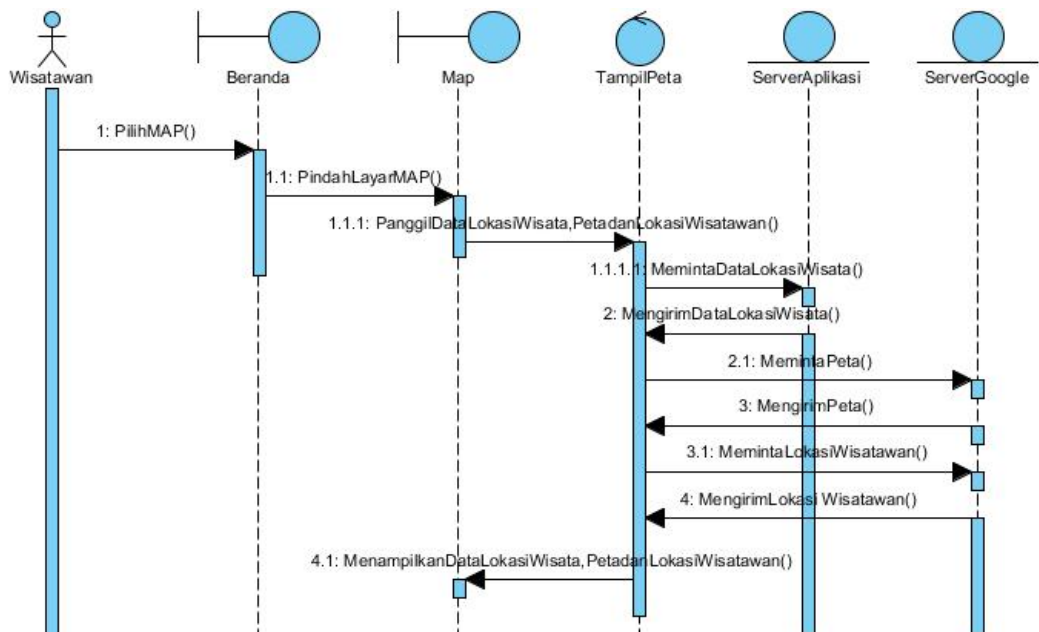 Wisatawan
Beranda
Map
TampilPeta
ServerAplikasi
ServerGoogle
1: PilihMAP()
1.1: PindahLayarMAP()
1.1.1: PanggilDataLokasiWisata,PetadanLokasiWisatawan()
1.1.1.1: MemintaDataLokasiWisata()
2: MengirimDataLokasiWisata()
2.1: MemintaPeta()
3: MengirimPeta()
3.1: MemintaLokasiWisatawan()
4: MengirimLokasi Wisatawan()
4.1: MenampilkanDataLokasiWisata,PetadanLokasiWisatawan()